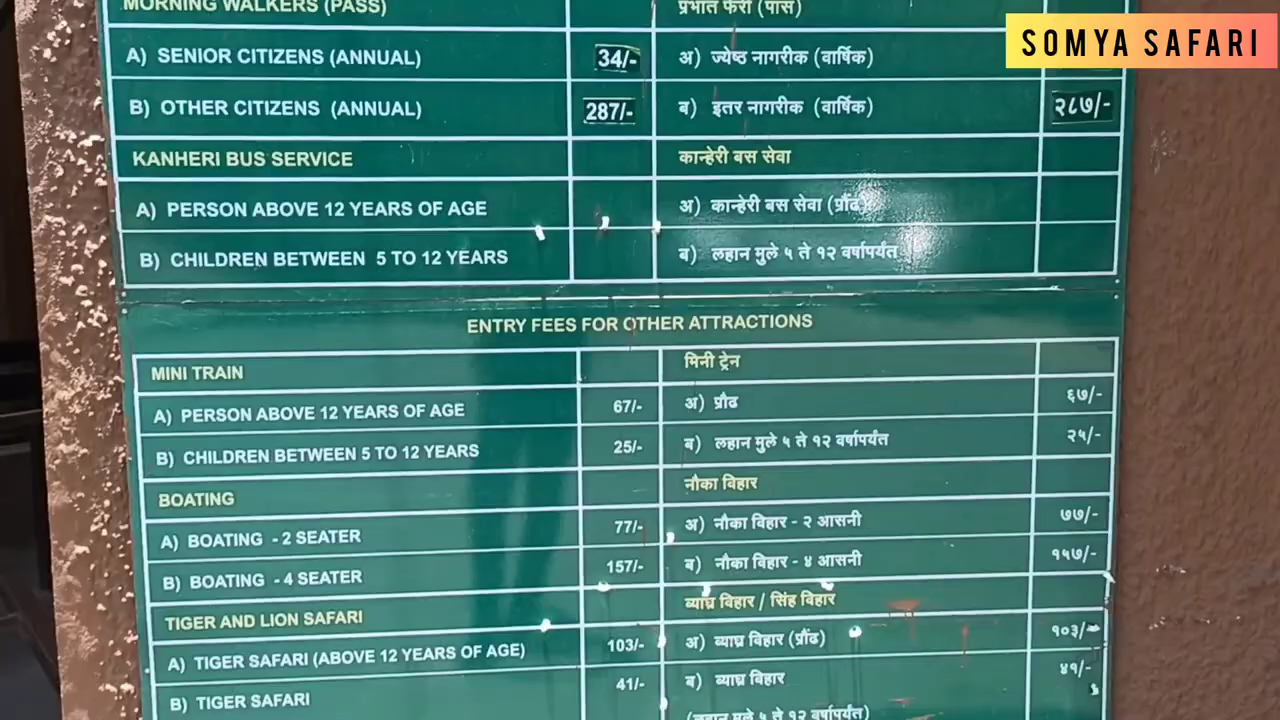 SOMYA SAFARI
MORNING WALKERS (PASS) प्रभात फेरी (पास)
A) SENIOR CITIZENS (ANNUAL) 34/- अ) ज्येष्ठ नागरीक (वार्षिक)
B) OTHER CITIZENS (ANNUAL) 287/- ब) इतर नागरीक (वार्षिक) २८७/-
KANHERI BUS SERVICE कान्हेरी बस सेवा
A) PERSON ABOVE 12 YEARS OF AGE अ) कान्हेरी बस सेवा (प्रौढ)
B) CHILDREN BETWEEN 5 TO 12 YEARS ब) लहान मुले ५ ते १२ वर्षापर्यंत
ENTRY FEES FOR OTHER ATTRACTIONS
MINI TRAIN मिनी ट्रेन
A) PERSON ABOVE 12 YEARS OF AGE 67/- अ) प्रौढ ६७/-
B) CHILDREN BETWEEN 5 TO 12 YEARS 25/- ब) लहान मुले ५ ते १२ वर्षापर्यंत २५/-
BOATING नौका विहार
A) BOATING - 2 SEATER 77/- अ) नौका विहार - २ आसनी ७७/-
B) BOATING - 4 SEATER 157/- ब) नौका विहार - ४ आसनी १५७/-
TIGER AND LION SAFARI व्याघ्र विहार / सिंह विहार
A) TIGER SAFARI (ABOVE 12 YEARS OF AGE) 103/- अ) व्याघ्र विहार (प्रौंढ) १०३/-
B) TIGER SAFARI 41/- ब) व्याघ्र विहार ४१/-
(लहान मुले ५ ते १२ वर्षापर्यंत)